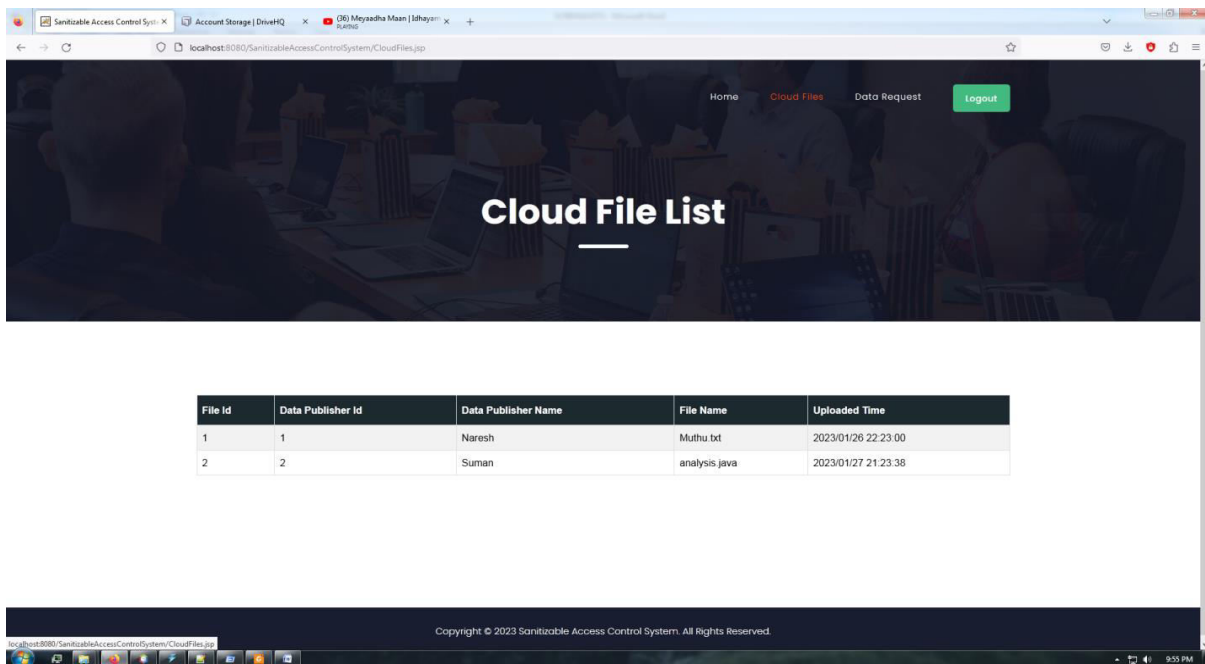 Sanitizable Access Control Syst
Account Storage | DriveHQ
(36) Meyaadha Maan | Idhayam
PLAYING
localhost:8080/SanitizableAccessControlSystem/CloudFiles.jsp
Home Cloud Files Data Request Logout
Cloud File List
File Id Data Publisher Id Data Publisher Name File Name Uploaded Time
1 1 Naresh Muthu.txt 2023/01/26 22:23:00
2 2 Suman analysis.java 2023/01/27 21:23:38
Copyright © 2023 Sanitizable Access Control System. All Rights Reserved.
localhost:8080/SanitizableAccessControlSystem/CloudFiles.jsp
9:55 PM